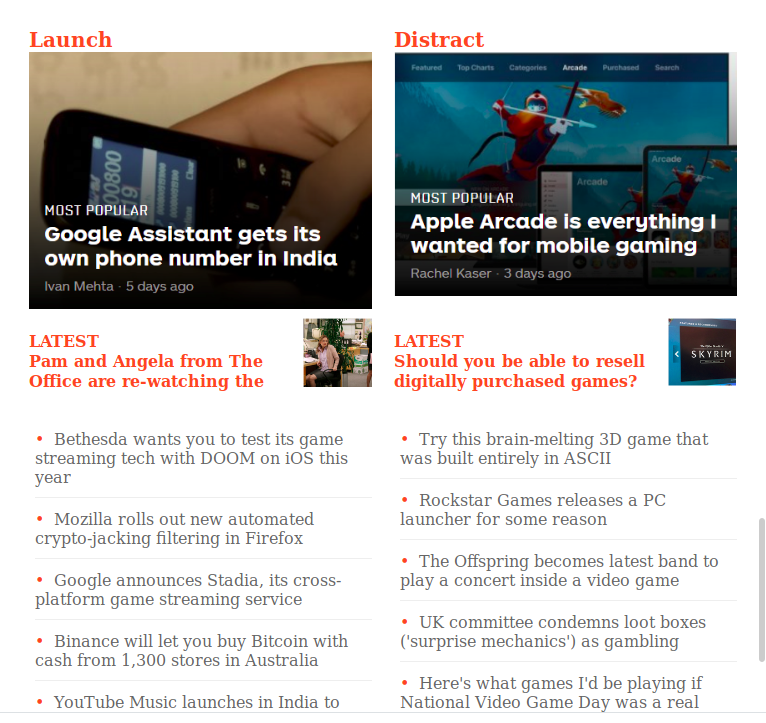 Launch
MOST POPULAR
Google Assistant gets its
own phone number in India
Ivan Mehta · 5 days ago
LATEST
Pam and Angela from The
Office are re-watching the
• Bethesda wants you to test its game
streaming tech with DOOM on iOS this
year
• Mozilla rolls out new automated
crypto-jacking filtering in Firefox
• Google announces Stadia, its cross-
platform game streaming service
• Binance will let you buy Bitcoin with
cash from 1,300 stores in Australia
• YouTube Music launches in India to
Distract
Featured Top Charts Categories Arcade Purchased Search
Arcade
Arcade
MOST POPULAR
Apple Arcade is everything I
wanted for mobile gaming
Rachel Kaser · 3 days ago
LATEST
Should you be able to resell
digitally purchased games?
SKYRIM
• Try this brain-melting 3D game that
was built entirely in ASCII
• Rockstar Games releases a PC
launcher for some reason
• The Offspring becomes latest band to
play a concert inside a video game
• UK committee condemns loot boxes
('surprise mechanics') as gambling
• Here's what games I'd be playing if
National Video Game Day was a real